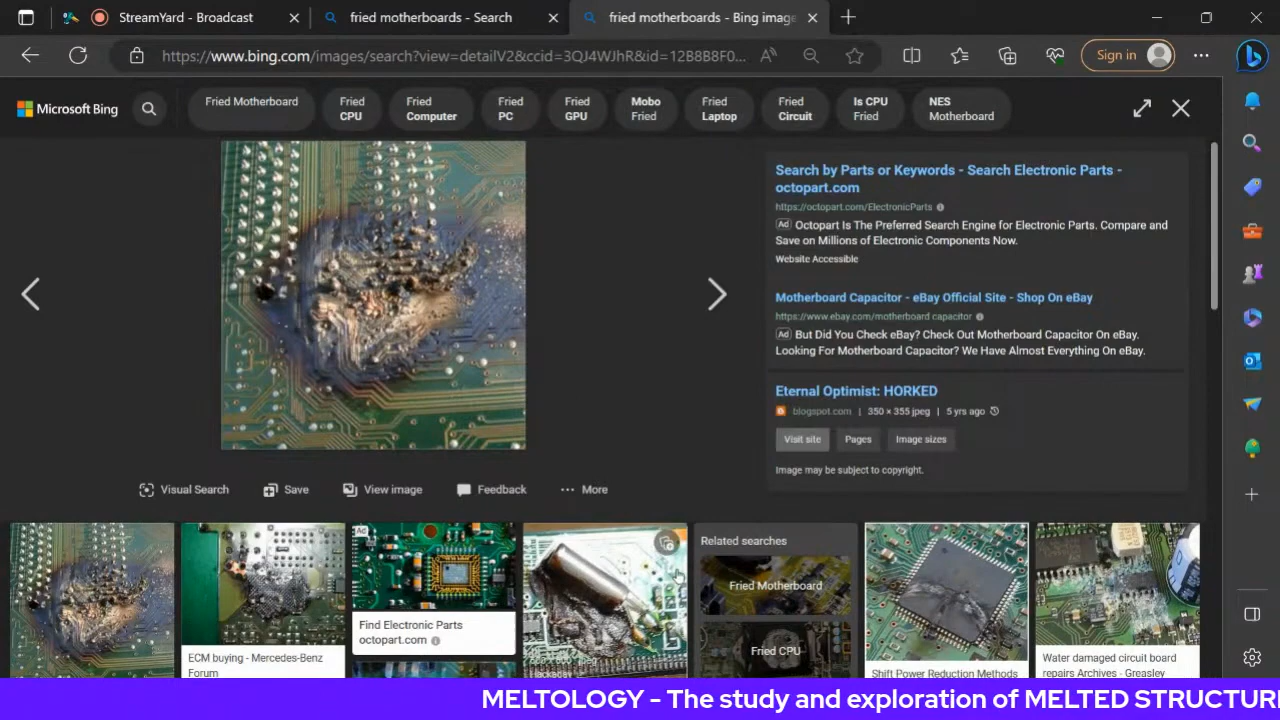 StreamYard - Broadcast
fried motherboards - Search
fried motherboards - Bing image
https://www.bing.com/images/search?view=detailV2&ccid=3QJ4WJhR&id=12B8B8F0...
Sign in
Microsoft Bing
Fried Motherboard
Fried
CPU
Fried
Computer
Fried
PC
Fried
GPU
Mobo
Fried
Fried
Laptop
Fried
Circuit
Is CPU
Fried
NES
Motherboard
Search by Parts or Keywords - Search Electronic Parts -
octopart.com
https://octopart.com/ElectronicParts
Ad Octopart Is The Preferred Search Engine for Electronic Parts. Compare and
Save on Millions of Electronic Components Now.
Website Accessible
Motherboard Capacitor - eBay Official Site - Shop On eBay
https://www.ebay.com/motherboard capacitor
Ad But Did You Check eBay? Check Out Motherboard Capacitor On eBay.
Looking For Motherboard Capacitor? We Have Almost Everything On eBay.
Eternal Optimist: HORKED
blogspot.com | 350 × 355 jpeg | 5 yrs ago
Visit site
Pages
Image sizes
Image may be subject to copyright.
Visual Search
Save
View image
Feedback
More
ECM buying - Mercedes-Benz
Forum
Ad
Find Electronic Parts
octopart.com
Hackaday
Related searches
Fried Motherboard
Fried CPU
Shift Power Reduction Methods
Water damaged circuit board
repairs Archives - Greasley
MELTOLOGY - The study and exploration of MELTED STRUCTUR